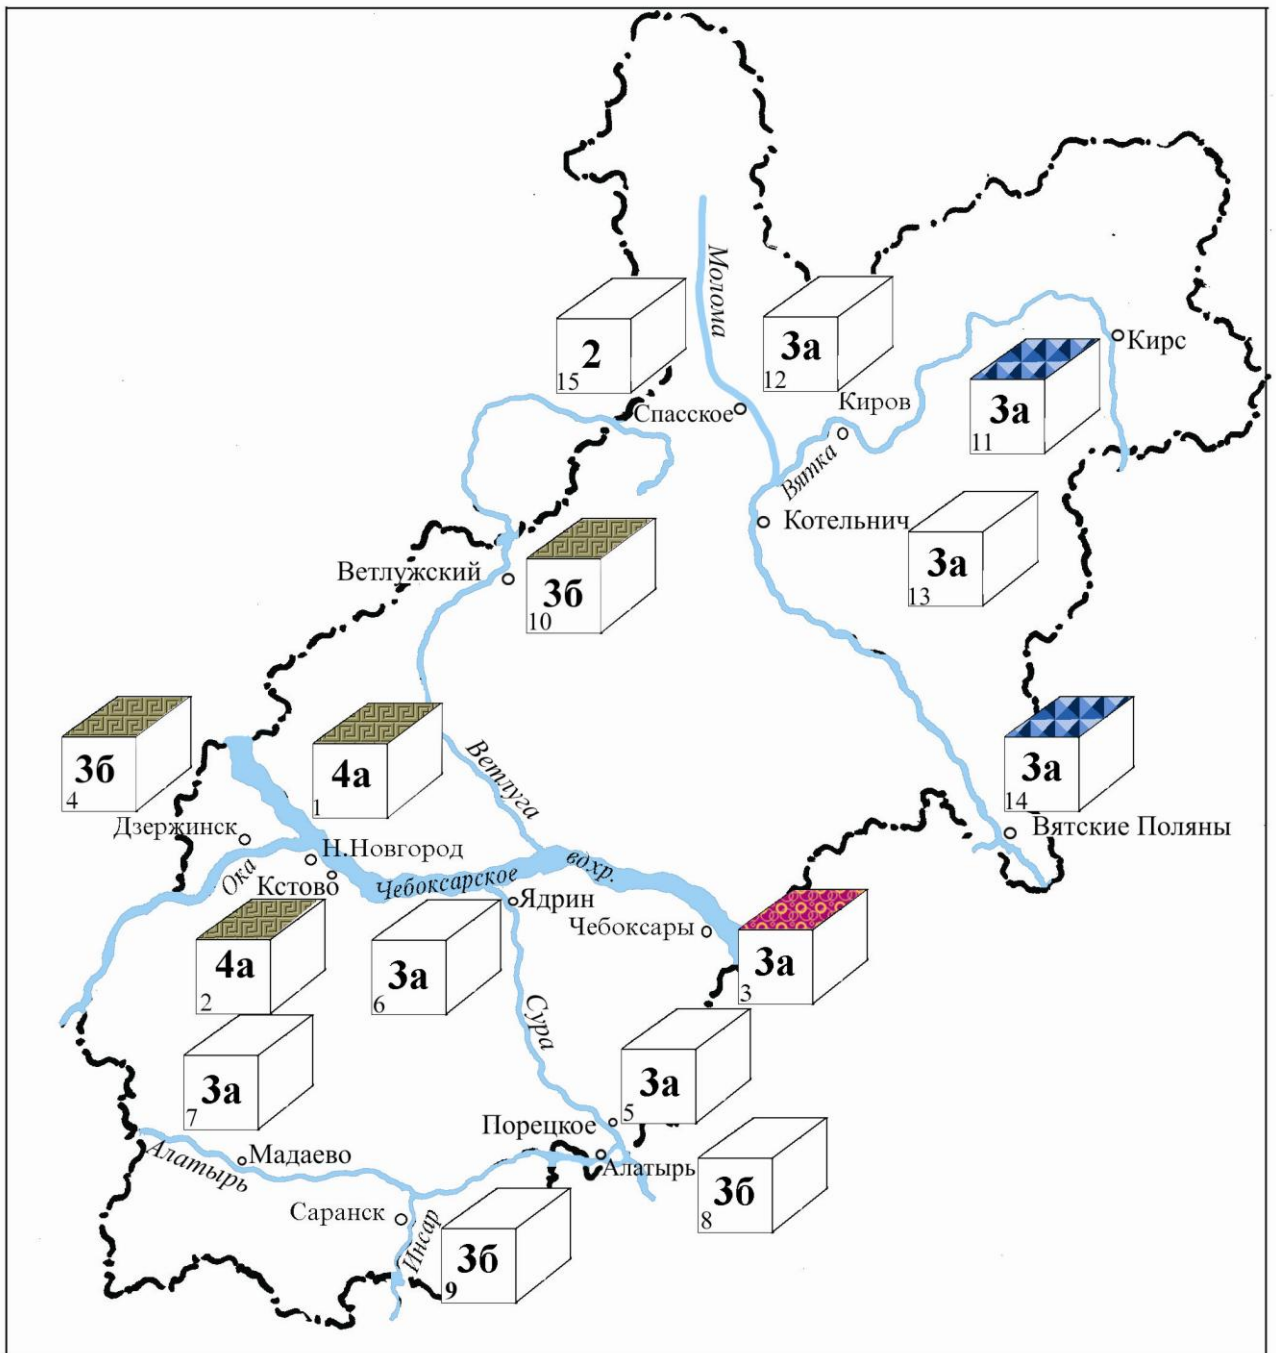 Молома
2
15
3а
12
Кирс
3а
11
Киров
Спасское
Вятка
Котельнич
3а
13
Ветлужский
3б
10
3б
4
4а
1
Ветлуга
3а
14
Дзержинск
Вятские Поляны
Н.Новгород
Ока
Кстово
Чебоксарское
вдхр.
Ядрин
Чебоксары
4а
2
3а
6
3а
3
Сура
3а
7
3а
5
Порецкое
Алатырь
Мадаево
Алатырь
3б
8
Саранск
Инсар
3б
9